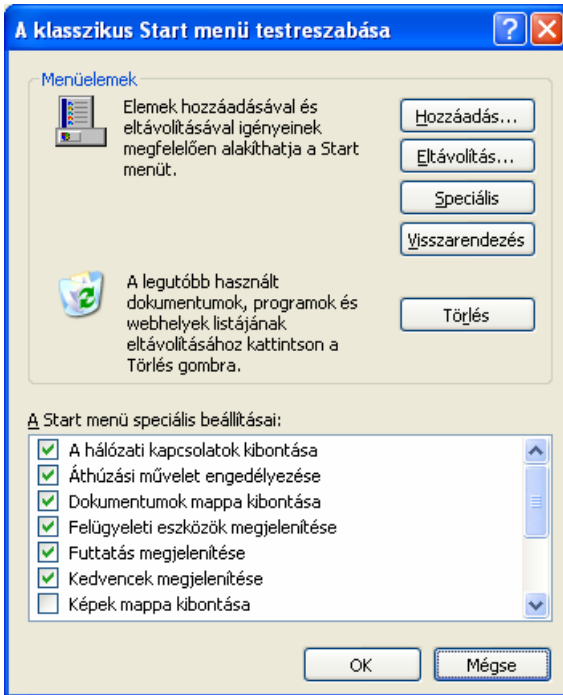 A klasszikus Start menü testreszabása
Menüelemek
Elemek hozzáadásával és
eltávolításával igényeinek
megfelelően alakíthatja a Start
menüt.
Hozzáadás...
Eltávolítás...
Speciális
Visszarendezés
A legutóbb használt
dokumentumok, programok és
webhelyek listájának
eltávolításához kattintson a
Törlés gombra.
Törlés
A Start menü speciális beállításai:
A hálózati kapcsolatok kibontása
Áthúzási művelet engedélyezése
Dokumentumok mappa kibontása
Felügyeleti eszközök megjelenítése
Futtatás megjelenítése
Kedvencek megjelenítése
Képek mappa kibontása
OK
Mégse